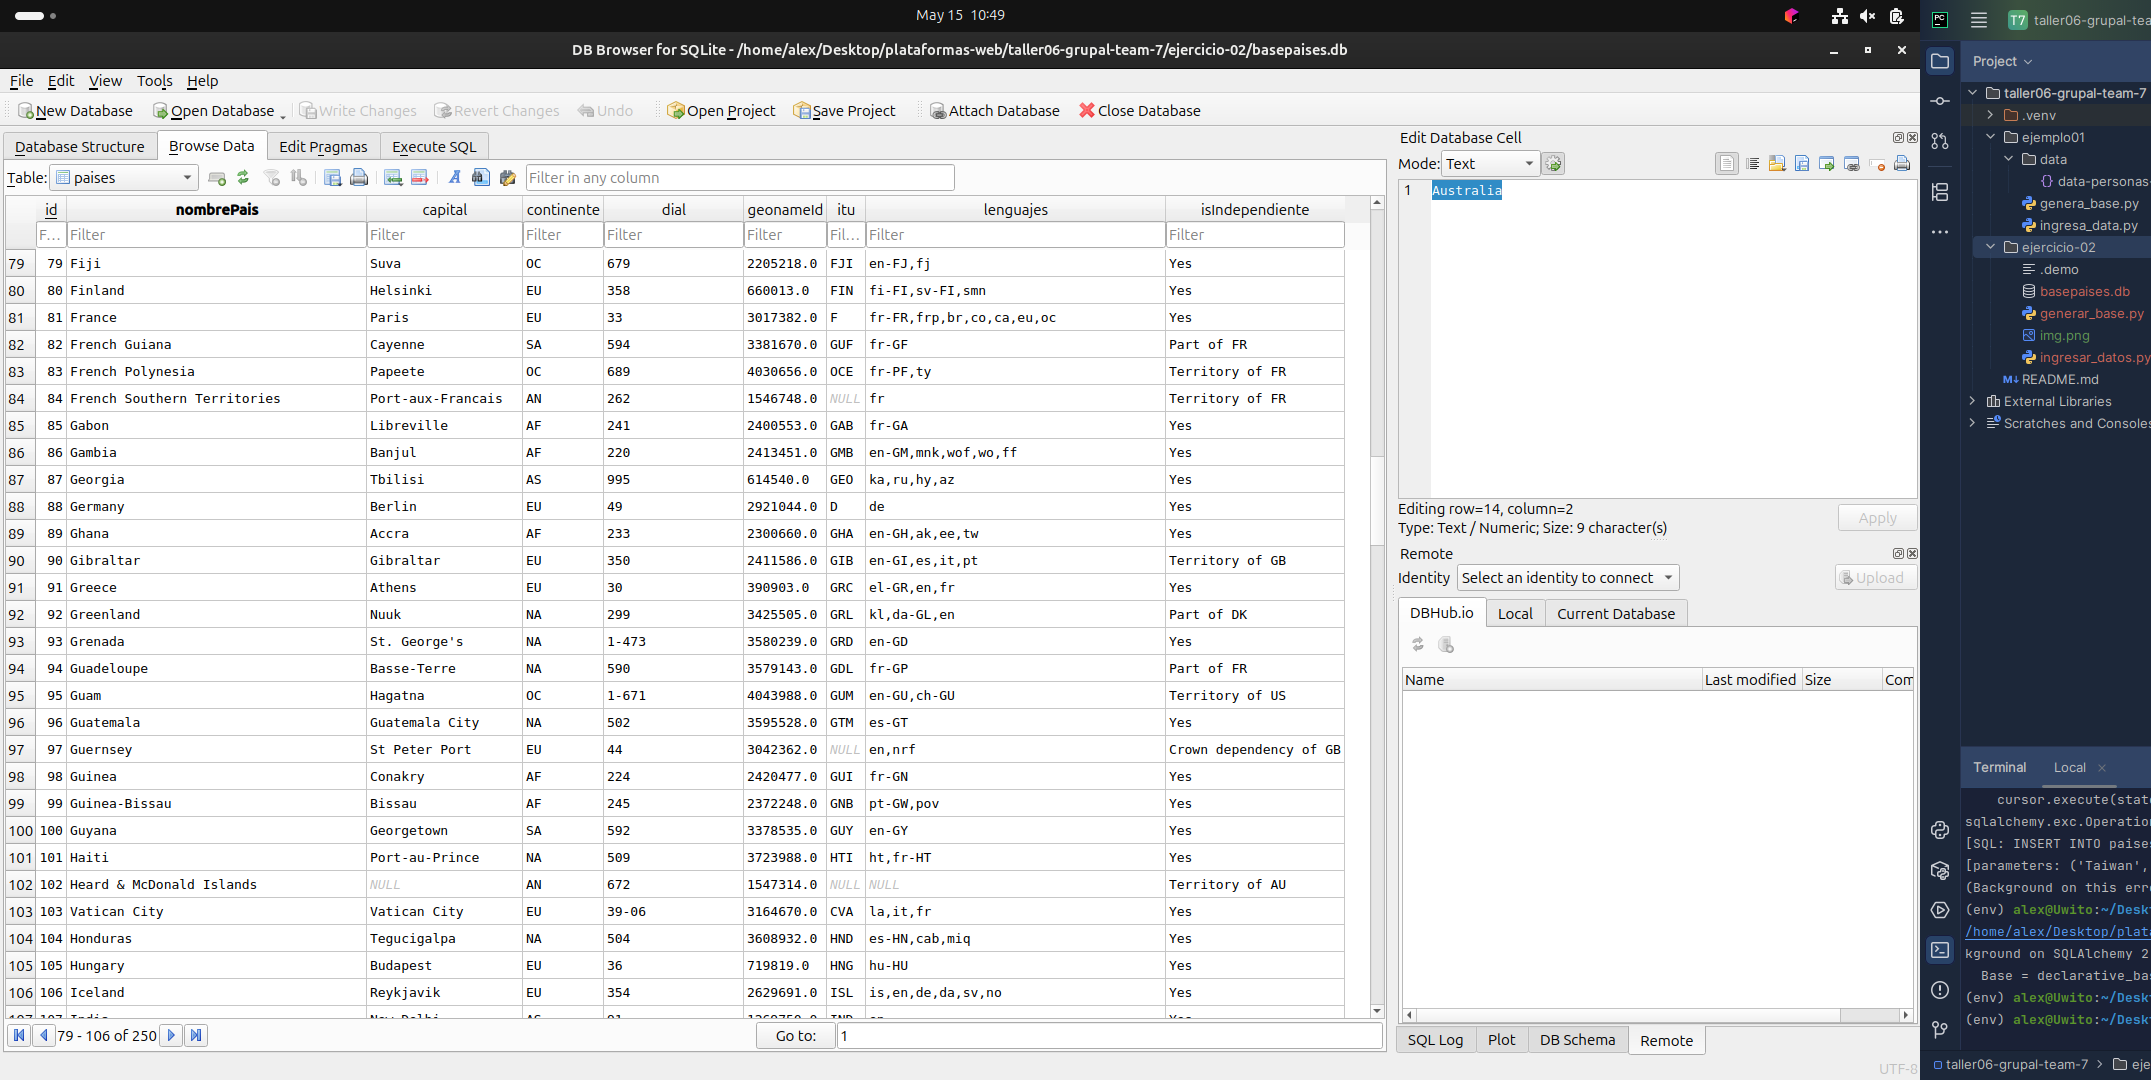 May 15 10:49
DB Browser for SQLite - /home/alex/Desktop/plataformas-web/taller06-grupal-team-7/ejercicio-02/basepaises.db
File Edit View Tools Help
New Database Open Database Write Changes Revert Changes Undo Open Project Save Project Attach Database Close Database
Database Structure Browse Data Edit Pragmas Execute SQL
Table: paises Filter in any column
id nombrePais capital continente dial geonameId itu lenguajes isIndependiente
F... Filter Filter Filter Filter Filter Fil... Filter Filter
79 79 Fiji Suva OC 679 2205218.0 FJI en-FJ,fj Yes
80 80 Finland Helsinki EU 358 660013.0 FIN fi-FI,sv-FI,smn Yes
81 81 France Paris EU 33 3017382.0 F fr-FR,frp,br,co,ca,eu,oc Yes
82 82 French Guiana Cayenne SA 594 3381670.0 GUF fr-GF Part of FR
83 83 French Polynesia Papeete OC 689 4030656.0 OCE fr-PF,ty Territory of FR
84 84 French Southern Territories Port-aux-Francais AN 262 1546748.0 NULL fr Territory of FR
85 85 Gabon Libreville AF 241 2400553.0 GAB fr-GA Yes
86 86 Gambia Banjul AF 220 2413451.0 GMB en-GM,mnk,wof,wo,ff Yes
87 87 Georgia Tbilisi AS 995 614540.0 GEO ka,ru,hy,az Yes
88 88 Germany Berlin EU 49 2921044.0 D de Yes
89 89 Ghana Accra AF 233 2300660.0 GHA en-GH,ak,ee,tw Yes
90 90 Gibraltar Gibraltar EU 350 2411586.0 GIB en-GI,es,it,pt Territory of GB
91 91 Greece Athens EU 30 390903.0 GRC el-GR,en,fr Yes
92 92 Greenland Nuuk NA 299 3425505.0 GRL kl,da-GL,en Part of DK
93 93 Grenada St. George's NA 1-473 3580239.0 GRD en-GD Yes
94 94 Guadeloupe Basse-Terre NA 590 3579143.0 GDL fr-GP Part of FR
95 95 Guam Hagatna OC 1-671 4043988.0 GUM en-GU,ch-GU Territory of US
96 96 Guatemala Guatemala City NA 502 3595528.0 GTM es-GT Yes
97 97 Guernsey St Peter Port EU 44 3042362.0 NULL en,nrf Crown dependency of GB
98 98 Guinea Conakry AF 224 2420477.0 GUI fr-GN Yes
99 99 Guinea-Bissau Bissau AF 245 2372248.0 GNB pt-GW,pov Yes
100 100 Guyana Georgetown SA 592 3378535.0 GUY en-GY Yes
101 101 Haiti Port-au-Prince NA 509 3723988.0 HTI ht,fr-HT Yes
102 102 Heard & McDonald Islands NULL AN 672 1547314.0 NULL NULL Territory of AU
103 103 Vatican City Vatican City EU 39-06 3164670.0 CVA la,it,fr Yes
104 104 Honduras Tegucigalpa NA 504 3608932.0 HND es-HN,cab,miq Yes
105 105 Hungary Budapest EU 36 719819.0 HNG hu-HU Yes
106 106 Iceland Reykjavik EU 354 2629691.0 ISL is,en,de,da,sv,no Yes
79 - 106 of 250 Go to: 1
Edit Database Cell
Mode: Text
1 Australia
Editing row=14, column=2
Type: Text / Numeric; Size: 9 character(s)
Apply
Remote
Identity Select an identity to connect Upload
DBHub.io Local Current Database
Name Last modified Size Com
SQL Log Plot DB Schema Remote
UTF-8
PC T7 taller06-grupal-tea
Project
taller06-grupal-team-7
.venv
ejemplo01
data
{} data-personas
genera_base.py
ingresa_data.py
ejercicio-02
.demo
basepaises.db
generar_base.py
img.png
ingresar_datos.py
M↓ README.md
External Libraries
Scratches and Consoles
Terminal Local
cursor.execute(state
sqlalchemy.exc.Operation
[SQL: INSERT INTO paises
[parameters: ('Taiwan',
(Background on this erro
(env) alex@Uwito:~/Deskt
/home/alex/Desktop/plata
kground on SQLAlchemy 2
Base = declarative_bas
(env) alex@Uwito:~/Deskt
(env) alex@Uwito:~/Deskt
taller06-grupal-team-7 > eje